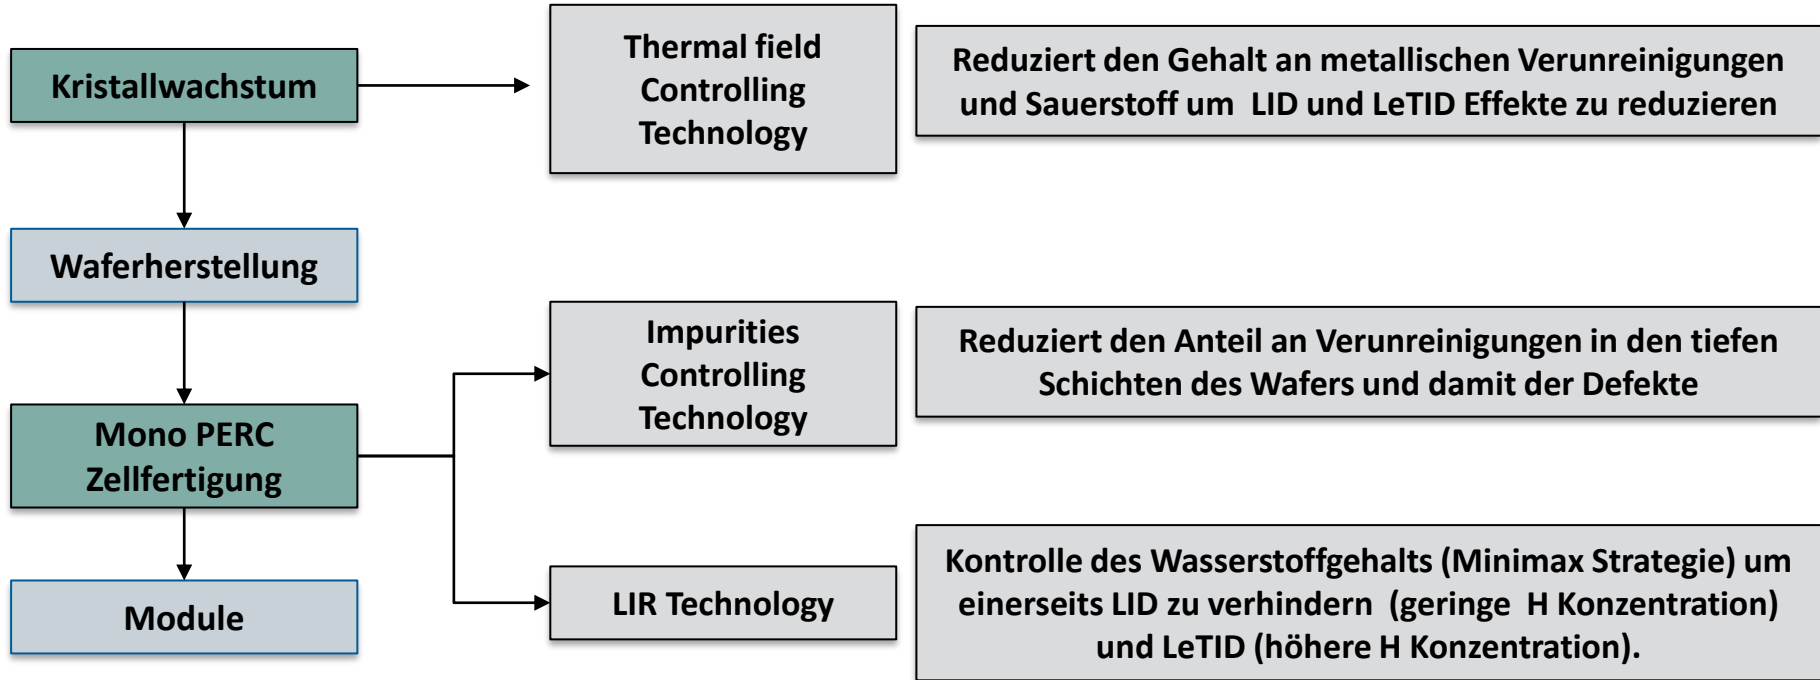 Kristallwachstum
Thermal field
Controlling
Technology
Reduziert den Gehalt an metallischen Verunreinigungen
und Sauerstoff um  LID und LeTID Effekte zu reduzieren
Waferherstellung
Impurities
Controlling
Technology
Reduziert den Anteil an Verunreinigungen in den tiefen
Schichten des Wafers und damit der Defekte
Mono PERC
Zellfertigung
LIR Technology
Kontrolle des Wasserstoffgehalts (Minimax Strategie) um
einerseits LID zu verhindern  (geringe  H Konzentration)
und LeTID (höhere H Konzentration).
Module